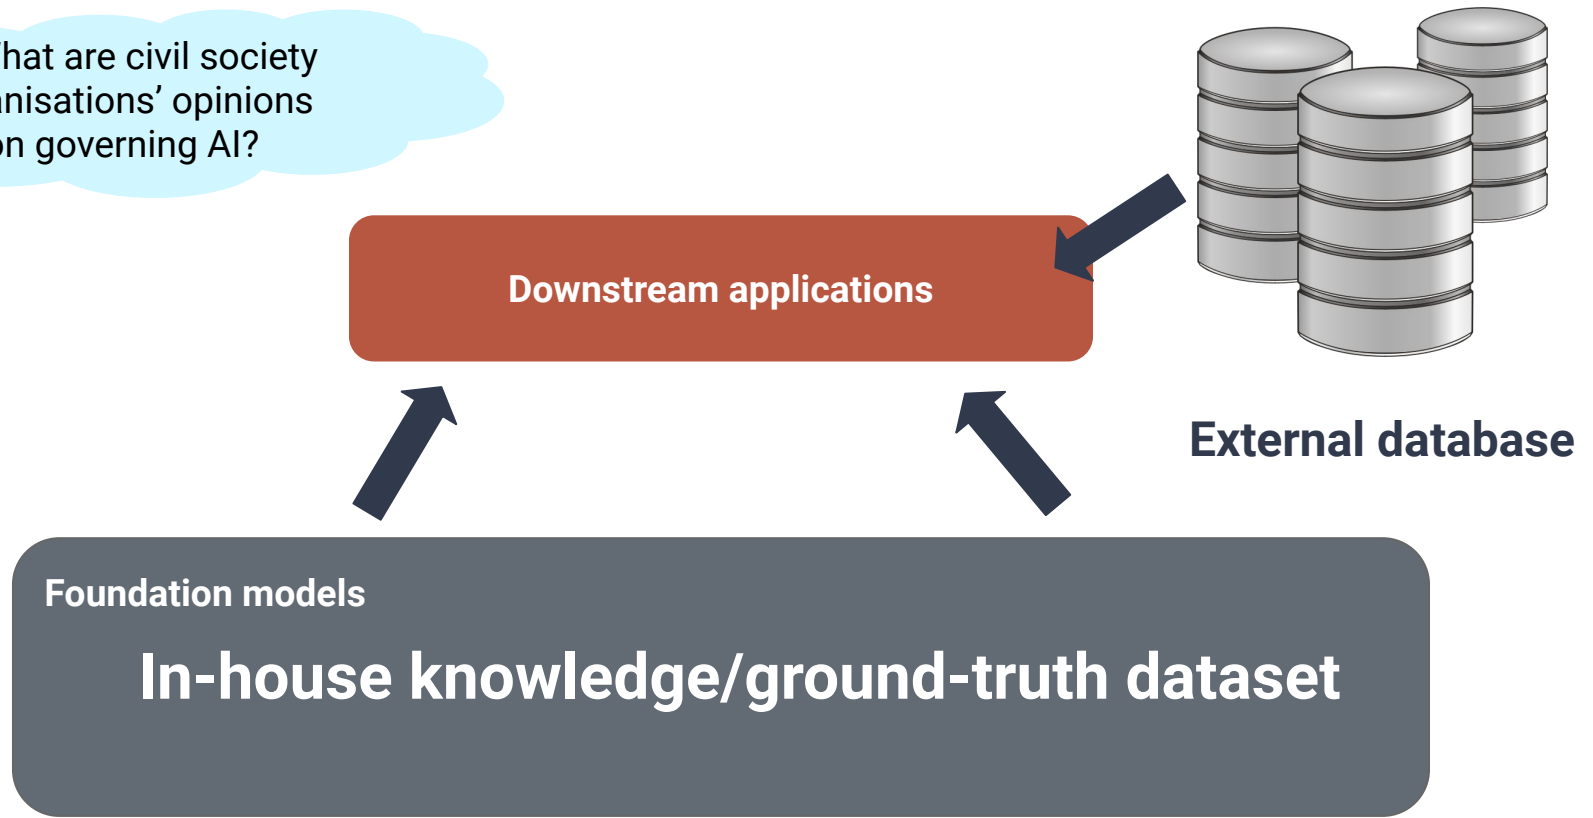 hat are civil society
anisations’ opinions
on governing AI?
Downstream applications
External database
Foundation models
In-house knowledge/ground-truth dataset